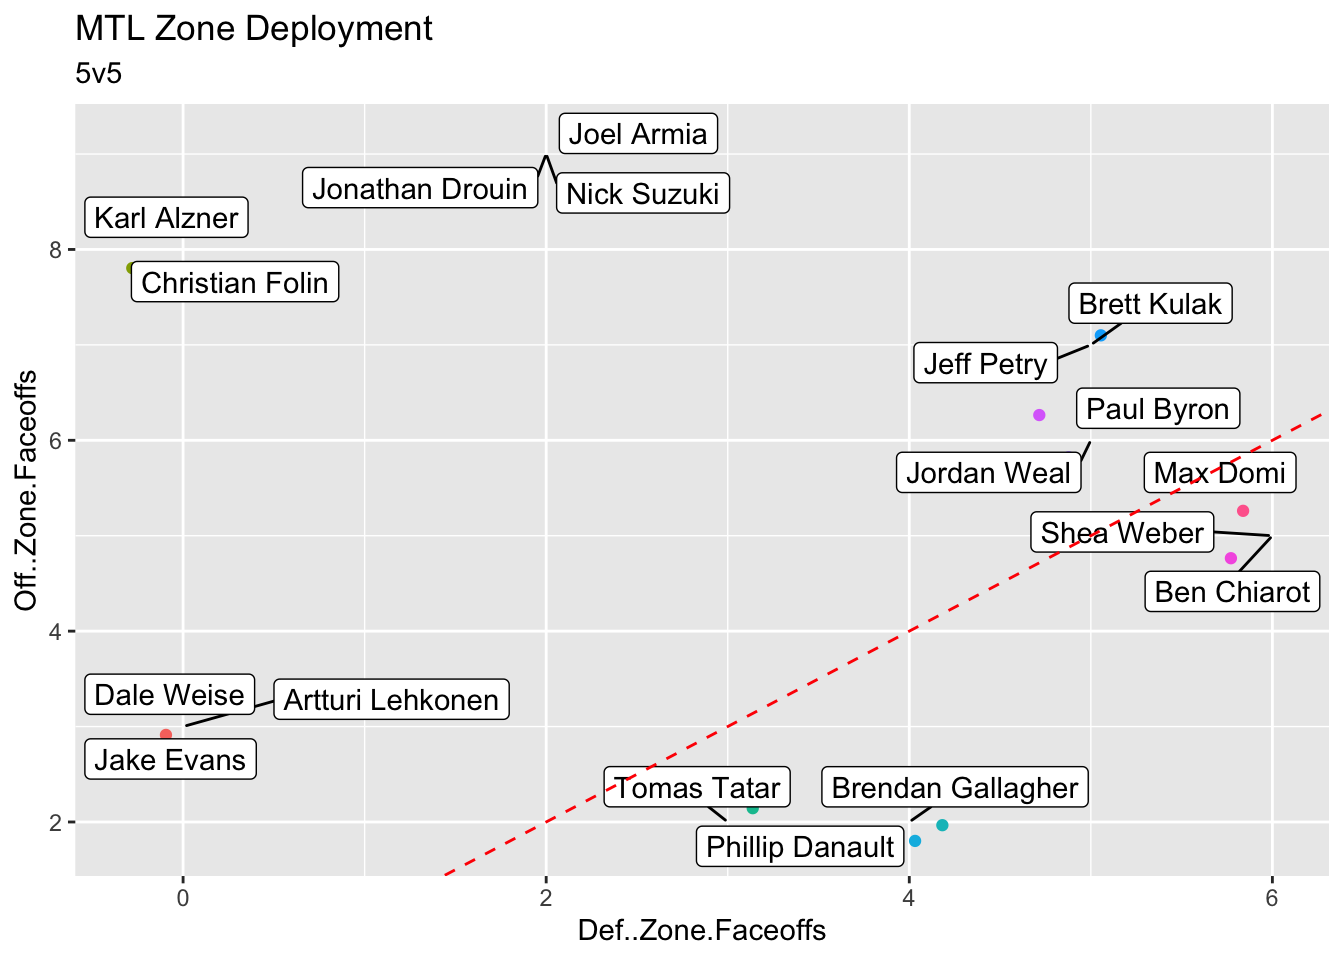 MTL Zone Deployment
5v5
Joel Armia
Jonathan Drouin
Nick Suzuki
Karl Alzner
Christian Folin
Brett Kulak
Jeff Petry
Paul Byron
Jordan Weal
Max Domi
Shea Weber
Ben Chiarot
Dale Weise
Artturi Lehkonen
Jake Evans
Tomas Tatar
Brendan Gallagher
Phillip Danault
8
6
4
2
0
2
4
6
Off..Zone.Faceoffs
Def..Zone.Faceoffs